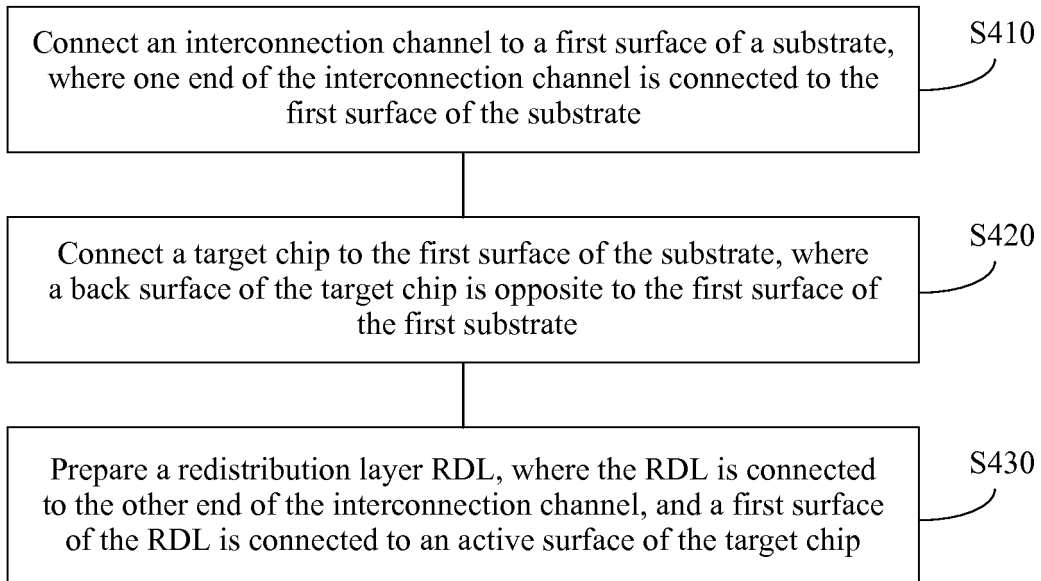 Connect an interconnection channel to a first surface of a substrate,
where one end of the interconnection channel is connected to the
first surface of the substrate
S410
Connect a target chip to the first surface of the substrate, where
a back surface of the target chip is opposite to the first surface of
the first substrate
S420
Prepare a redistribution layer RDL, where the RDL is connected
to the other end of the interconnection channel, and a first surface
of the RDL is connected to an active surface of the target chip
S430